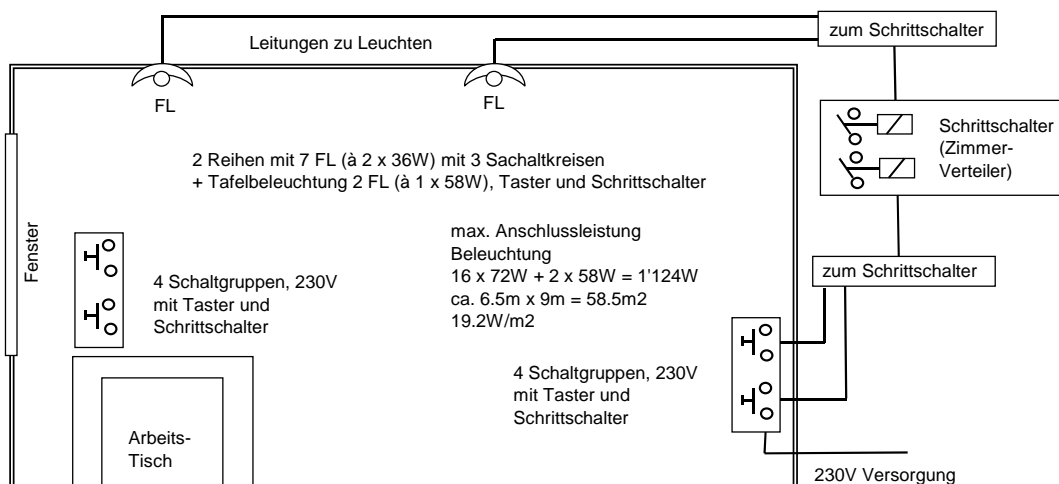 zum Schrittschalter
Leitungen zu Leuchten
FL
FL
Schrittschalter
(Zimmer-
Verteiler)
2 Reihen mit 7 FL (à 2 x 36W) mit 3 Sachaltkreisen
+ Tafelbeleuchtung 2 FL (à 1 x 58W), Taster und Schrittschalter
Fenster
max. Anschlussleistung
Beleuchtung
16 x 72W + 2 x 58W = 1'124W
ca. 6.5m x 9m = 58.5m2
19.2W/m2
zum Schrittschalter
4 Schaltgruppen, 230V
mit Taster und
Schrittschalter
4 Schaltgruppen, 230V
mit Taster und
Schrittschalter
Arbeits-
Tisch
230V Versorgung